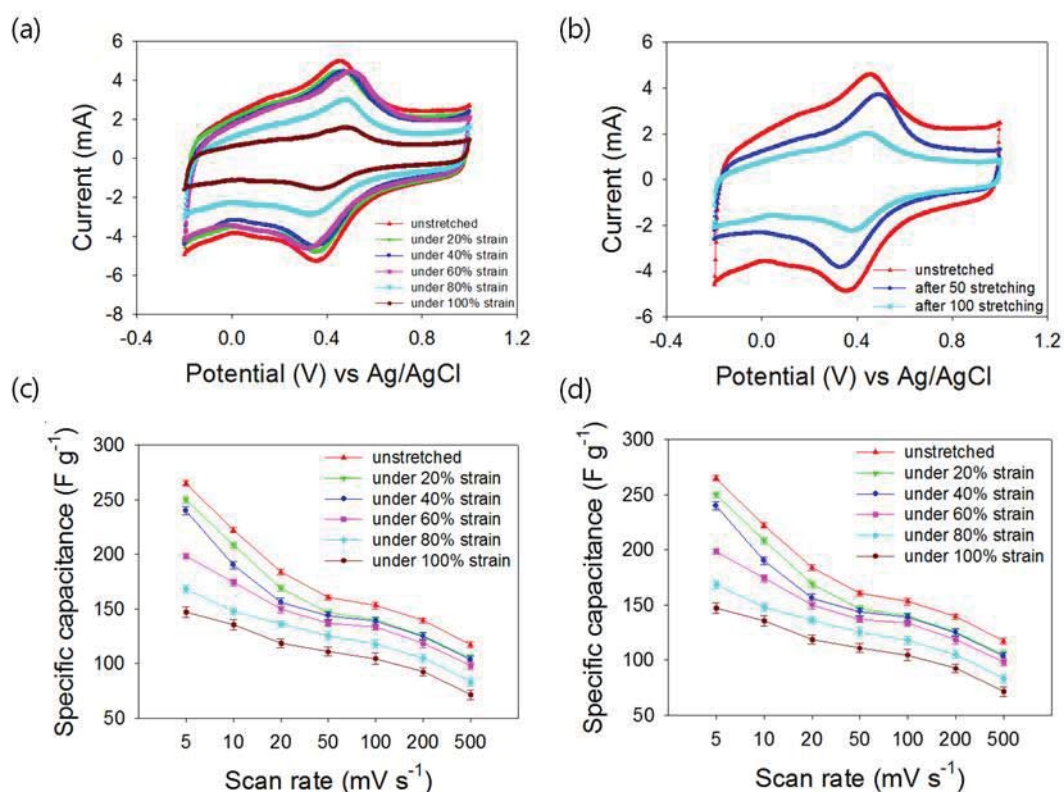 (a)
6
4
2
0
-2
-4
-6
-8
Current (mA)
unstretched
under 20% strain
under 40% strain
under 60% strain
under 80% strain
under 100% strain
-0.4
0.0
0.4
0.8
1.2
Potential (V) vs Ag/AgCl
(b)
6
4
2
0
-2
-4
-6
Current (mA)
unstretched
after 50 stretching
after 100 stretching
-0.4
0.0
0.4
0.8
1.2
Potential (V) vs Ag/AgCl
(c)
300
250
200
150
100
50
Specific capacitance (F g⁻¹)
unstretched
under 20% strain
under 40% strain
under 60% strain
under 80% strain
under 100% strain
5
10
20
50
100
200
500
Scan rate (mV s⁻¹)
(d)
300
250
200
150
100
50
Specific capacitance (F g⁻¹)
unstretched
under 20% strain
under 40% strain
under 60% strain
under 80% strain
under 100% strain
5
10
20
50
100
200
500
Scan rate (mV s⁻¹)